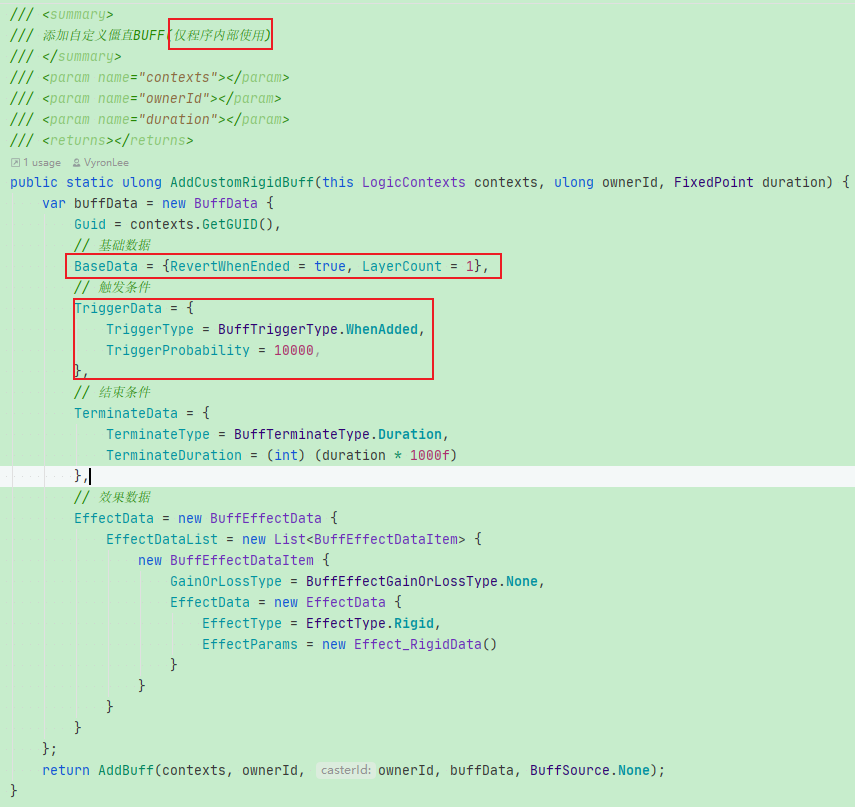 /// <summary>
/// 添加自定义僵直BUFF(仅程序内部使用)
/// </summary>
/// <param name="contexts"></param>
/// <param name="ownerId"></param>
/// <param name="duration"></param>
/// <returns></returns>
1 usage VyronLee
public static ulong AddCustomRigidBuff(this LogicContexts contexts, ulong ownerId, FixedPoint duration) {
var buffData = new BuffData {
Guid = contexts.GetGUID(),
// 基础数据
BaseData = {RevertWhenEnded = true, LayerCount = 1},
// 触发条件
TriggerData = {
TriggerType = BuffTriggerType.WhenAdded,
TriggerProbability = 10000,
},
// 结束条件
TerminateData = {
TerminateType = BuffTerminateType.Duration,
TerminateDuration = (int) (duration * 1000f)
},
// 效果数据
EffectData = new BuffEffectData {
EffectDataList = new List<BuffEffectDataItem> {
new BuffEffectDataItem {
GainOrLossType = BuffEffectGainOrLossType.None,
EffectData = new EffectData {
EffectType = EffectType.Rigid,
EffectParams = new Effect_RigidData()
}
}
}
}
};
return AddBuff(contexts, ownerId, casterId: ownerId, buffData, BuffSource.None);
}